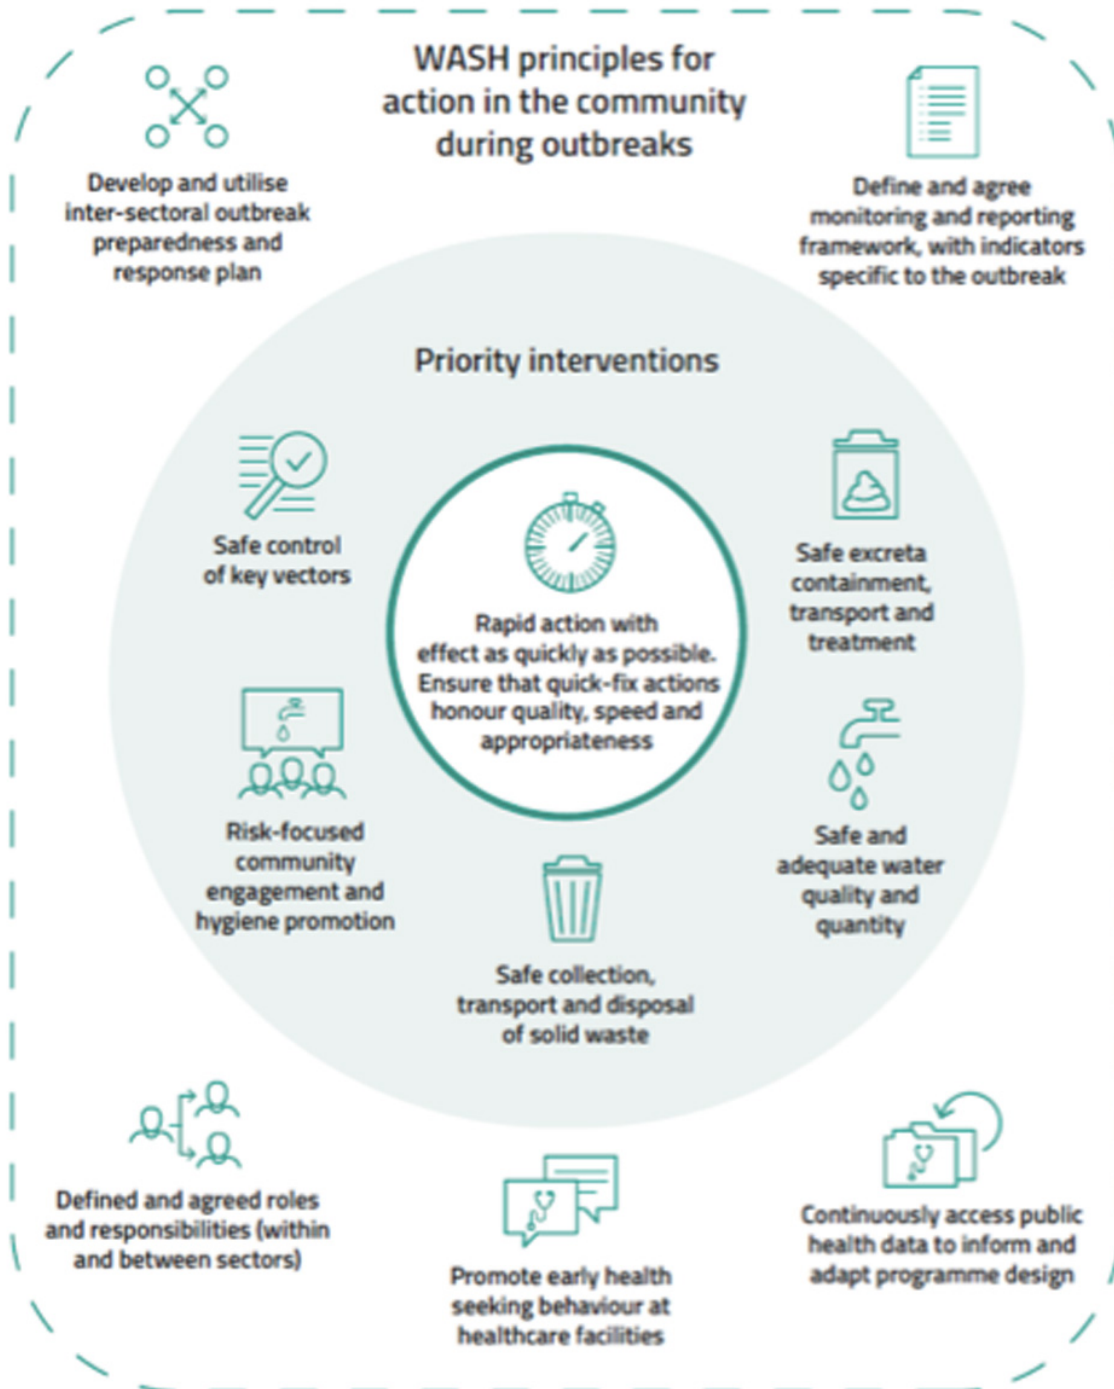 WASH principles for
action in the community
during outbreaks
Develop and utilise
inter-sectoral outbreak
preparedness and
response plan
Define and agree
monitoring and reporting
framework, with indicators
specific to the outbreak
Priority interventions
Safe control
of key vectors
Rapid action with
effect as quickly as possible.
Ensure that quick-fix actions
honour quality, speed and
appropriateness
Safe excreta
containment,
transport and
treatment
Risk-focused
community
engagement and
hygiene promotion
Safe and
adequate water
quality and
quantity
Safe collection,
transport and disposal
of solid waste
Defined and agreed roles
and responsibilities (within
and between sectors)
Promote early health
seeking behaviour at
healthcare facilities
Continuously access public
health data to inform and
adapt programme design